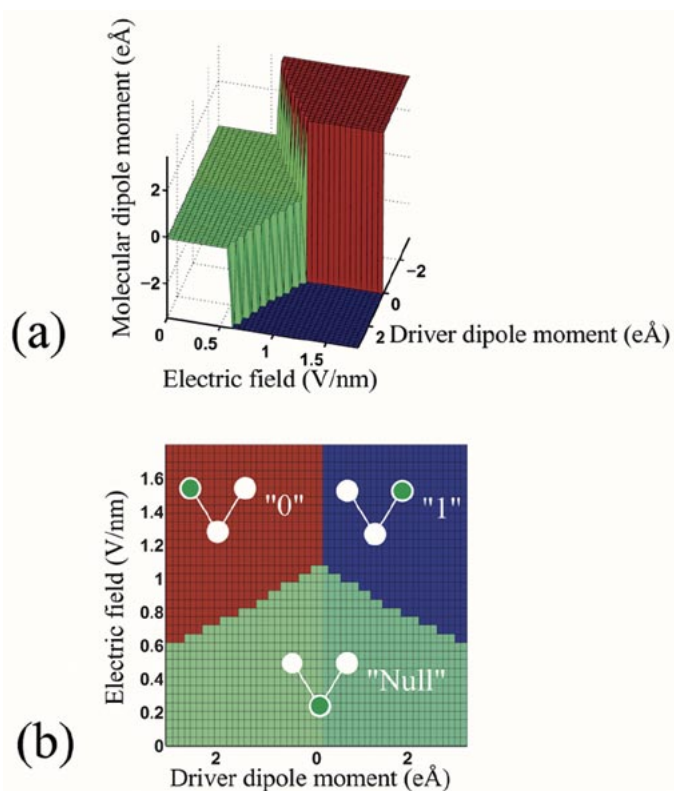 Molecular dipole moment (eÅ)
2
0
−2
0
0.5
1
1.5
Electric field (V/nm)
−2
0
2
Driver dipole moment (eÅ)
(a)
Electric field (V/nm)
1.6
1.4
1.2
1
0.8
0.6
0.4
0.2
0
"0"
"1"
"Null"
2 0 2
Driver dipole moment (eÅ)
(b)